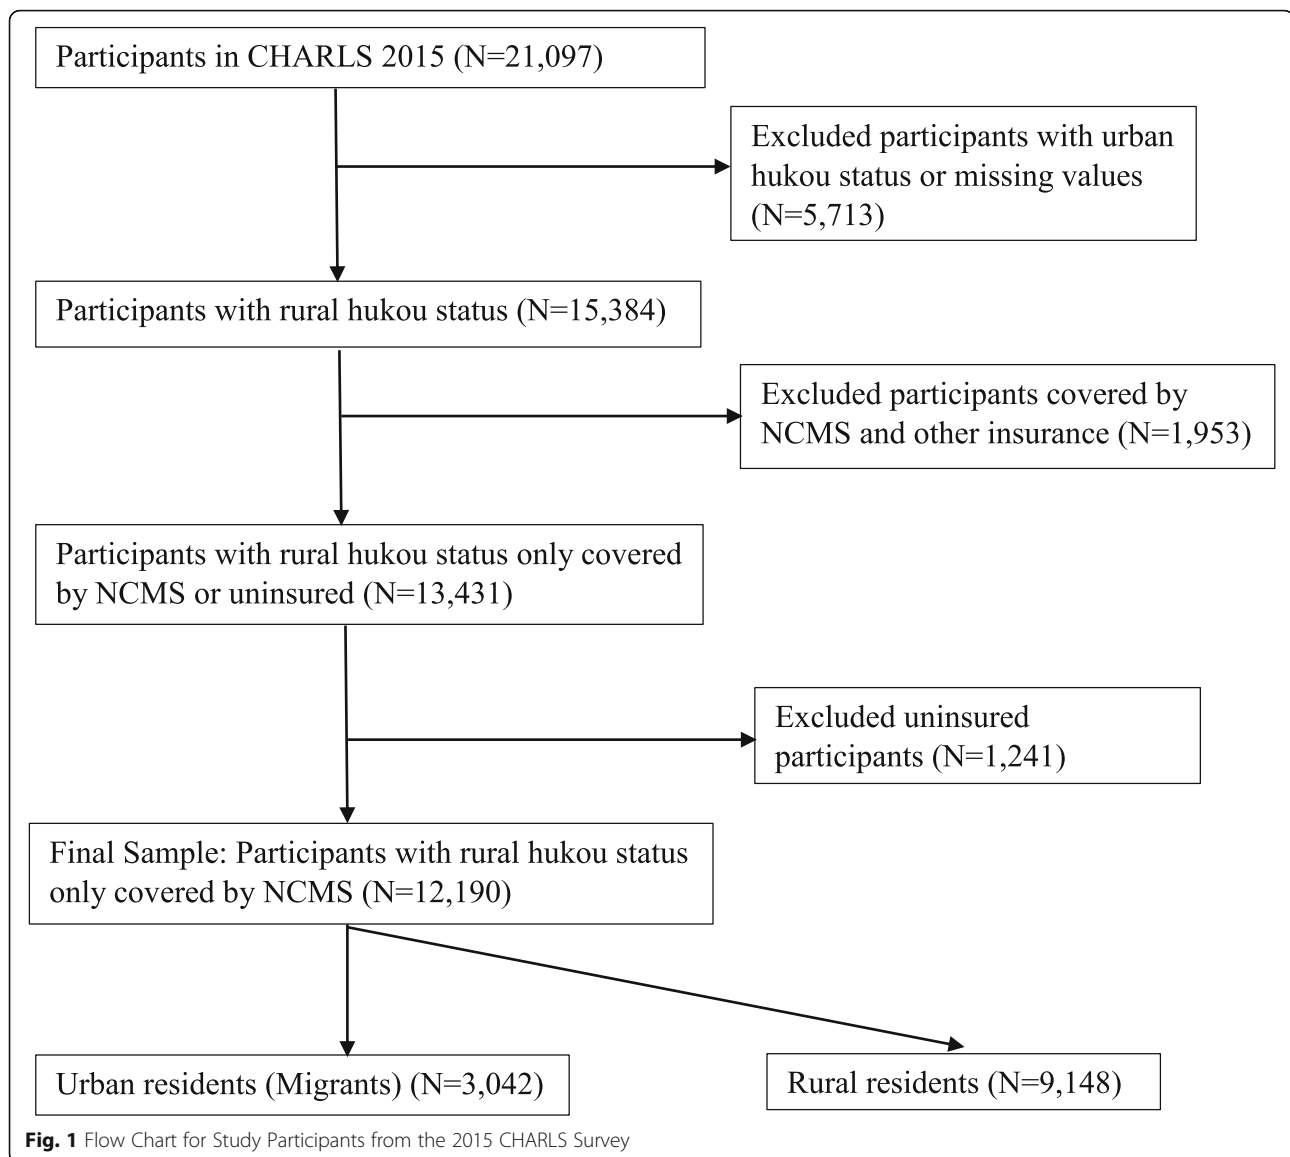 Participants in CHARLS 2015 (N=21,097)
Excluded participants with urban
hukou status or missing values
(N=5,713)
Participants with rural hukou status (N=15,384)
Excluded participants covered by
NCMS and other insurance (N=1,953)
Participants with rural hukou status only covered
by NCMS or uninsured (N=13,431)
Excluded uninsured
participants (N=1,241)
Final Sample: Participants with rural hukou status
only covered by NCMS (N=12,190)
Urban residents (Migrants) (N=3,042)
Rural residents (N=9,148)
Fig. 1 Flow Chart for Study Participants from the 2015 CHARLS Survey